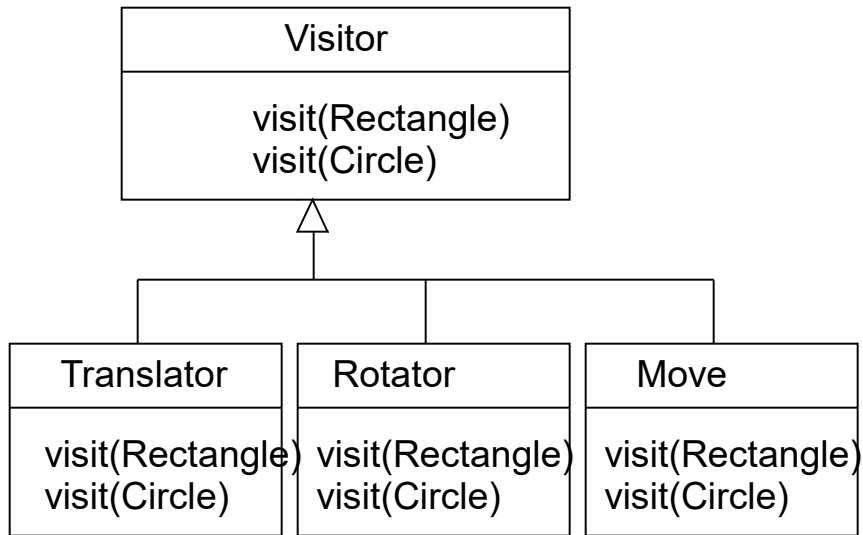 Visitor
visit(Rectangle)
visit(Circle)
Translator
visit(Rectangle)
visit(Circle)
Rotator
visit(Rectangle)
visit(Circle)
Move
visit(Rectangle)
visit(Circle)